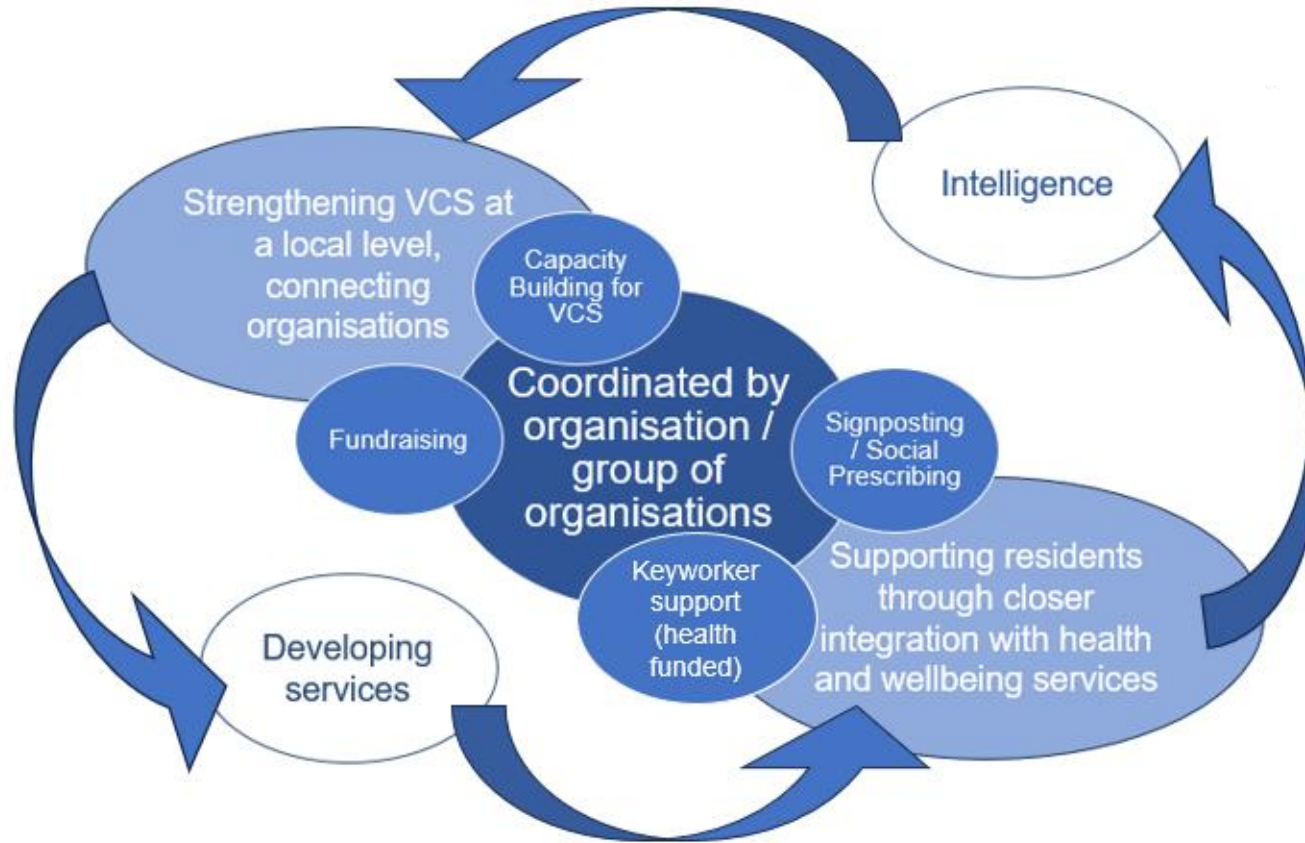 Intelligence
Strengthening VCS at
a local level,
connecting
organisations
Capacity
Building for
VCS
Fundraising
Coordinated by
organisation /
group of
organisations
Signposting
/ Social
Prescribing
Keyworker
support
(health
funded)
Supporting residents
through closer
integration with health
and wellbeing services
Developing
services